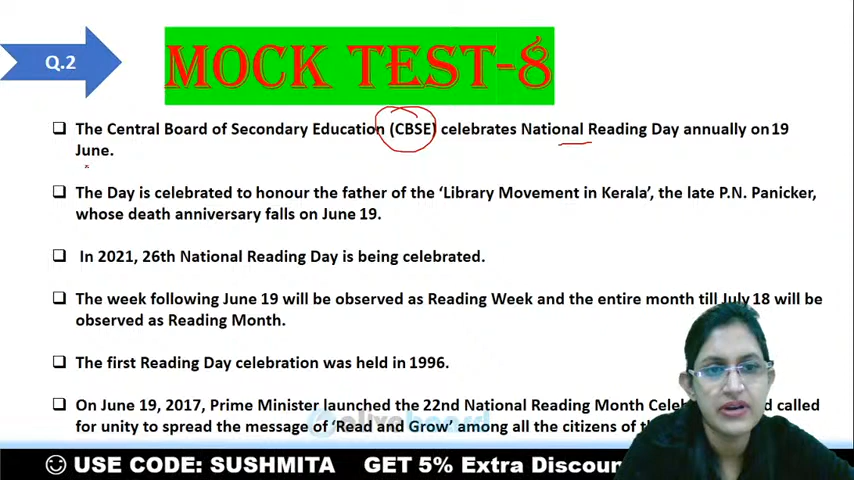 Q.2
MOCK TEST-8
The Central Board of Secondary Education (CBSE) celebrates National Reading Day annually on 19
June.
The Day is celebrated to honour the father of the ‘Library Movement in Kerala’, the late P.N. Panicker,
whose death anniversary falls on June 19.
In 2021, 26th National Reading Day is being celebrated.
The week following June 19 will be observed as Reading Week and the entire month till July 18 will be
observed as Reading Month.
The first Reading Day celebration was held in 1996.
On June 19, 2017, Prime Minister launched the 22nd National Reading Month called
for unity to spread the message of ‘Read and Grow’ among all the citizens of
oliveboard
USE CODE: SUSHMITA GET 5% Extra